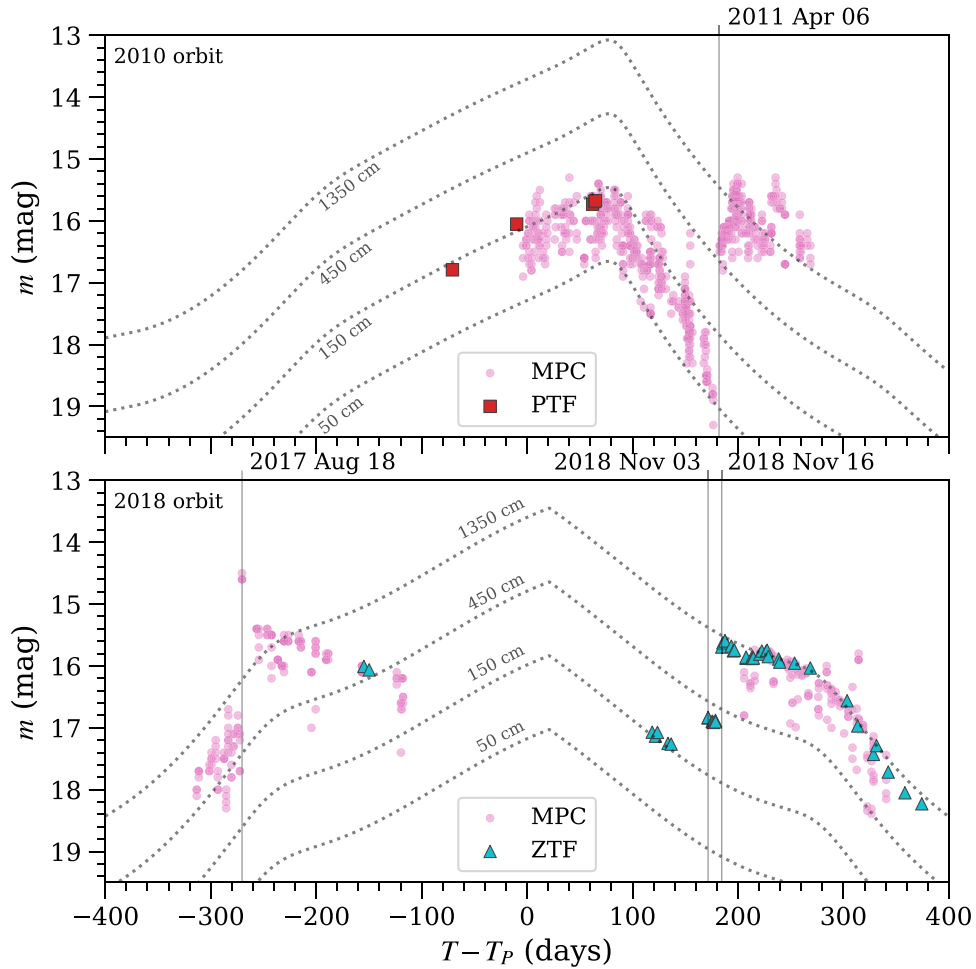 2011 Apr 06
2010 orbit
13
14
15
16
17
18
19
m (mag)
1350 cm
450 cm
150 cm
50 cm
MPC
PTF
2017 Aug 18
2018 Nov 03
2018 Nov 16
2018 orbit
13
14
15
16
17
18
19
m (mag)
1350 cm
450 cm
150 cm
50 cm
MPC
ZTF
−400 −300 −200 −100 0 100 200 300 400
T − T_P (days)